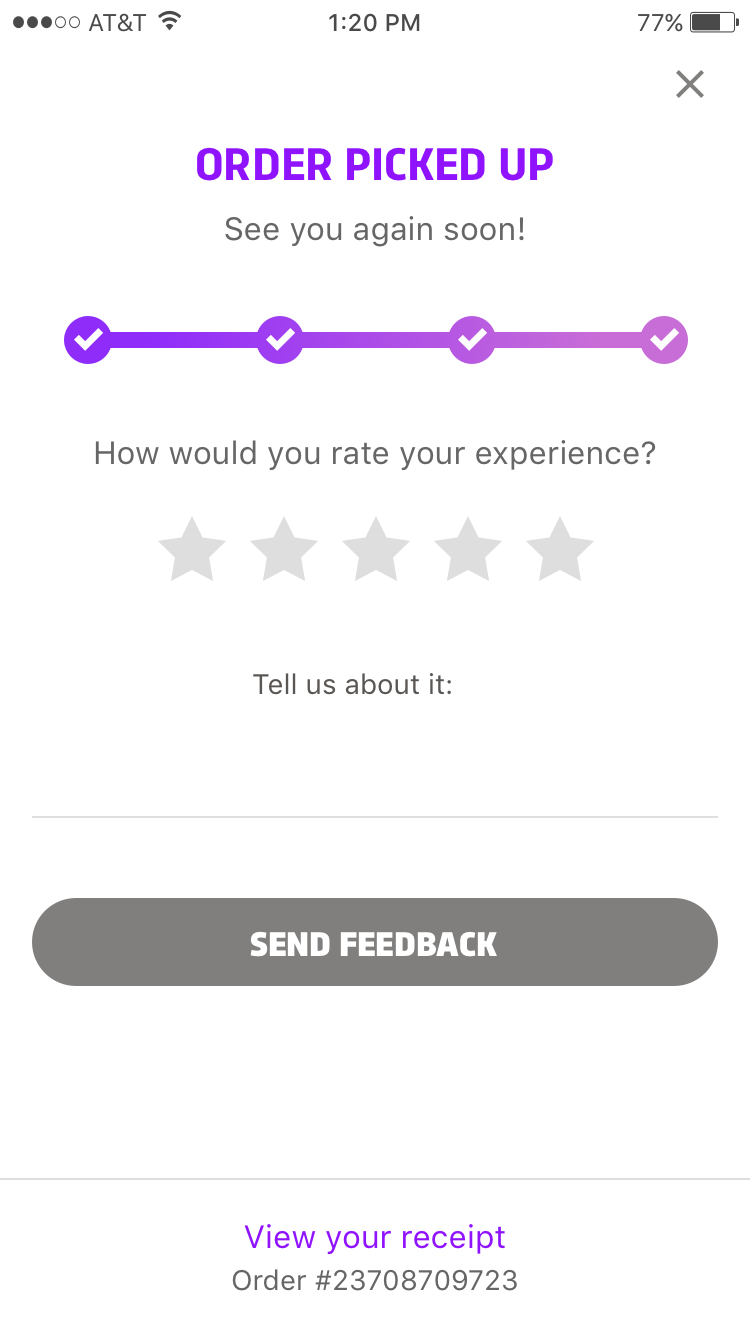 AT&T 1:20 PM 77%
ORDER PICKED UP
See you again soon!
How would you rate your experience?
Tell us about it:
SEND FEEDBACK
View your receipt
Order #23708709723